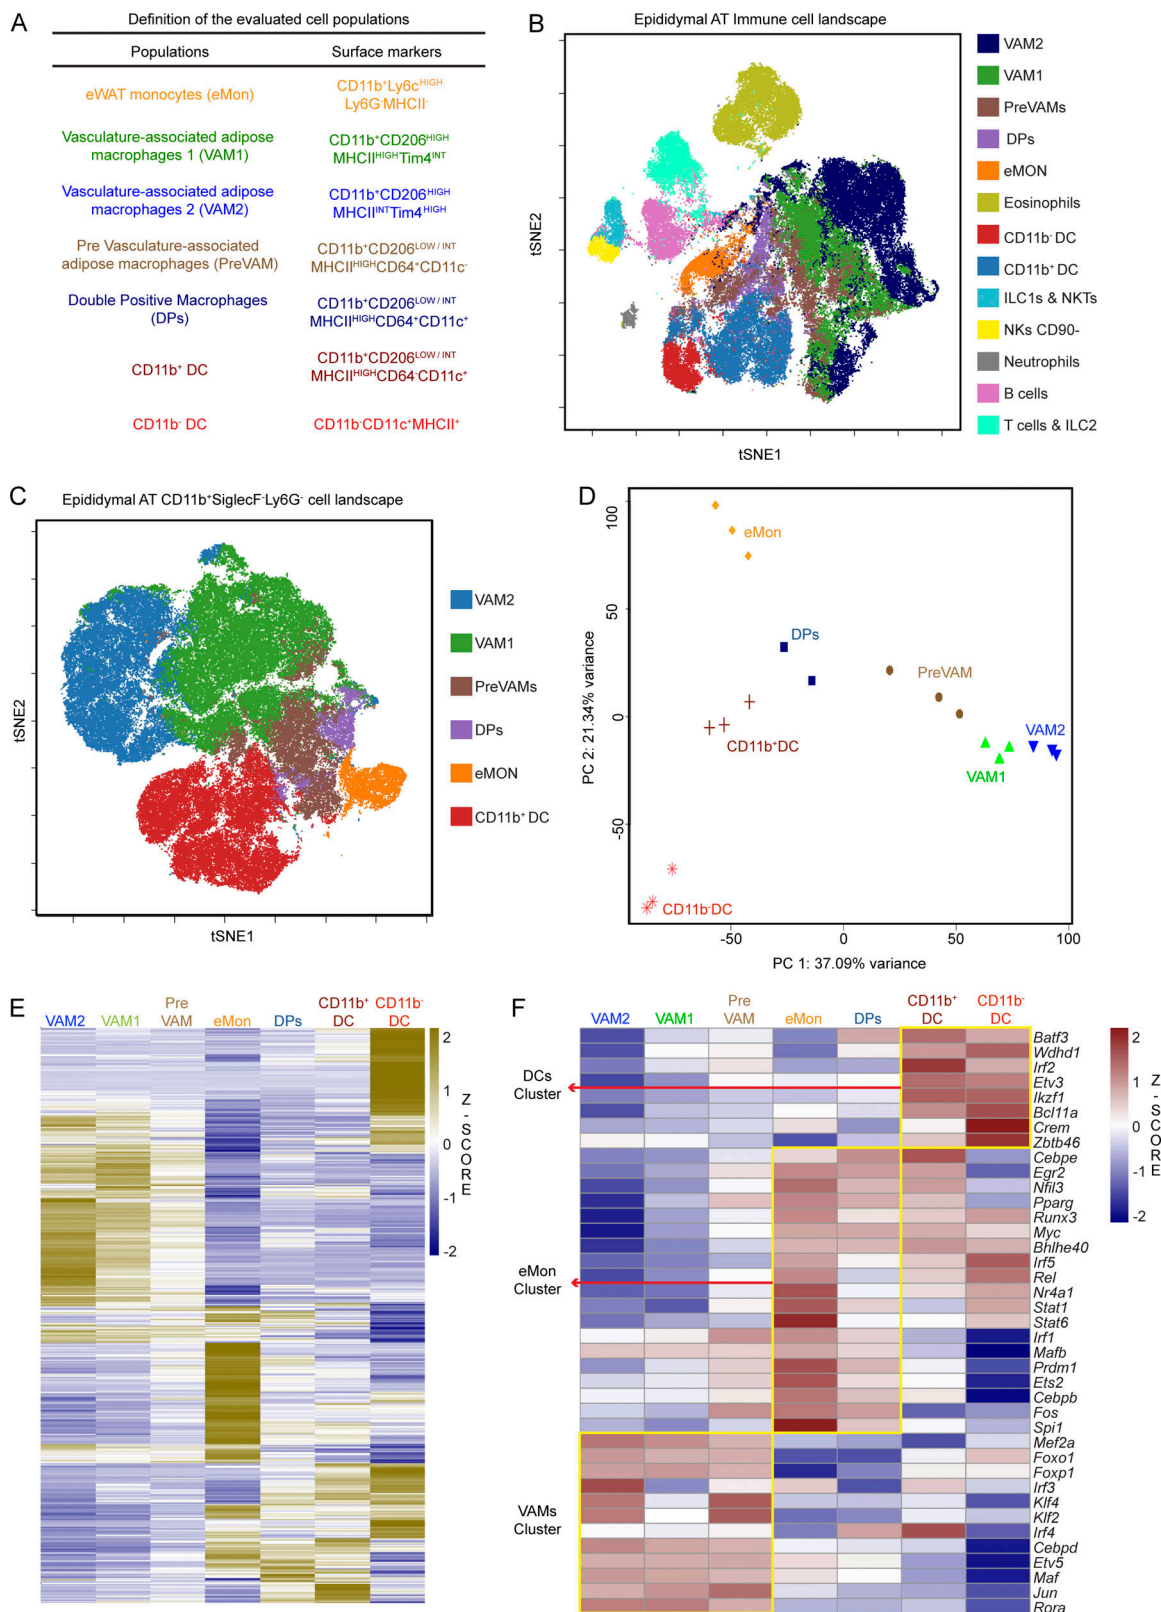 A
Definition of the evaluated cell populations
Populations Surface markers
eWAT monocytes (eMon)
CD11b⁺Ly6cᴴᴵᴳᴴ
Ly6G⁻MHCII⁻
Vasculature-associated adipose
macrophages 1 (VAM1)
CD11b⁺CD206ᴴᴵᴳᴴ
MHCIIᴴᴵᴳᴴTim4ᴵᴺᵀ
Vasculature-associated adipose
macrophages 2 (VAM2)
CD11b⁺CD206ᴴᴵᴳᴴ
MHCIIᴵᴺᵀTim4ᴴᴵᴳᴴ
Pre Vasculature-associated
adipose macrophages (PreVAM)
CD11b⁺CD206ᴸᴼᵂ / ᴵᴺᵀ
MHCIIᴴᴵᴳᴴCD64⁺CD11c⁻
Double Positive Macrophages
(DPs)
CD11b⁺CD206ᴸᴼᵂ / ᴵᴺᵀ
MHCIIᴴᴵᴳᴴCD64⁺CD11c⁺
CD11b⁺ DC
CD11b⁺CD206ᴸᴼᵂ / ᴵᴺᵀ
MHCIIᴴᴵᴳᴴCD64⁻CD11c⁺
CD11b⁻ DC
CD11b⁻CD11c⁺MHCII⁺
B
Epididymal AT Immune cell landscape
tSNE2
tSNE1
VAM2
VAM1
PreVAMs
DPs
eMON
Eosinophils
CD11b⁻ DC
CD11b⁺ DC
ILC1s & NKTs
NKs CD90-
Neutrophils
B cells
T cells & ILC2
C
Epididymal AT CD11b⁺SiglecF⁻Ly6G⁻ cell landscape
tSNE2
tSNE1
VAM2
VAM1
PreVAMs
DPs
eMON
CD11b⁺ DC
D
PC 2: 21.34% variance
100
50
0
-50
eMon
DPs
PreVAM
CD11b⁺DC
VAM2
VAM1
CD11b⁻DC
-50 0 50 100
PC 1: 37.09% variance
E
VAM2 VAM1 Pre VAM eMon DPs CD11b⁺ DC CD11b⁻ DC
2
1
0
-1
-2
Z-SCORE
F
VAM2 VAM1 Pre VAM eMon DPs CD11b⁺ DC CD11b⁻ DC
DCs
Cluster
eMon
Cluster
VAMs
Cluster
Batf3
Wdhd1
Irf2
Etv3
Ikzf1
Bcl11a
Crem
Zbtb46
Cebpe
Egr2
Nfil3
Pparg
Runx3
Myc
Bhlhe40
Irf5
Rel
Nr4a1
Stat1
Stat6
Irf1
Mafb
Prdm1
Ets2
Cebpb
Fos
Spi1
Mef2a
Foxo1
Foxp1
Irf3
Klf4
Klf2
Irf4
Cebpd
Etv5
Maf
Jun
Rora
2
1
0
-1
-2
Z-SCORE